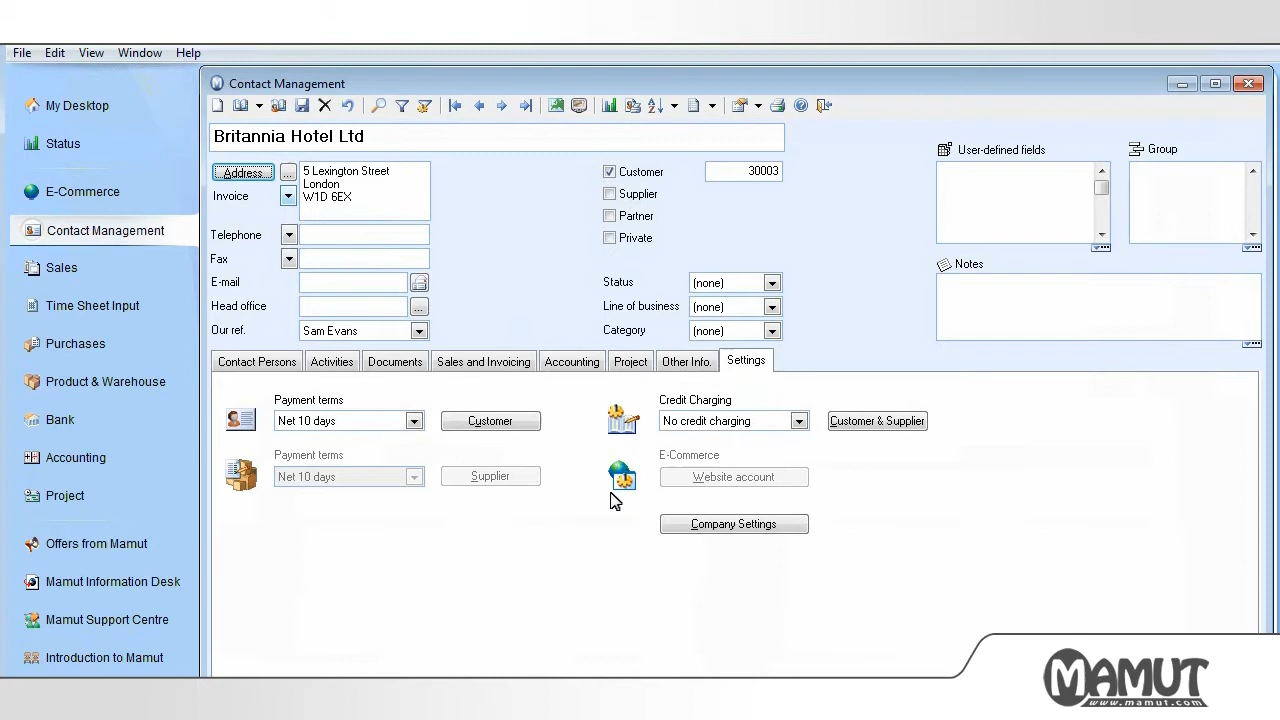 File Edit View Window Help
My Desktop
Status
E-Commerce
Contact Management
Sales
Time Sheet Input
Purchases
Product & Warehouse
Bank
Accounting
Project
Offers from Mamut
Mamut Information Desk
Mamut Support Centre
Introduction to Mamut
Contact Management
Britannia Hotel Ltd
Address ... 5 Lexington Street
London
Invoice W1D 6EX
Telephone
Fax
E-mail
Head office ...
Our ref. Sam Evans
Customer 30003
Supplier
Partner
Private
Status (none)
Line of business (none)
Category (none)
User-defined fields
Group
Notes
Contact Persons Activities Documents Sales and Invoicing Accounting Project Other Info. Settings
Payment terms
Net 10 days Customer
Payment terms
Net 10 days Supplier
Credit Charging
No credit charging Customer & Supplier
E-Commerce
Website account
Company Settings
MAMUT
www.mamut.com